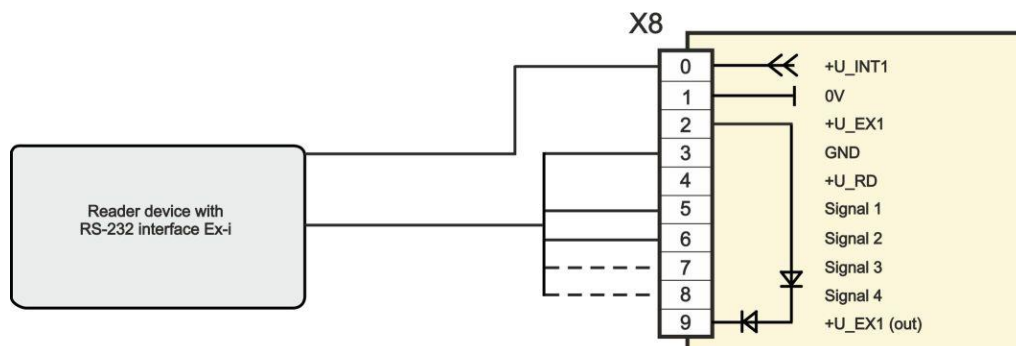 X8
0 +U_INT1
1 0V
2 +U_EX1
3 GND
4 +U_RD
5 Signal 1
6 Signal 2
7 Signal 3
8 Signal 4
9 +U_EX1 (out)
Reader device with
RS-232 interface Ex-i